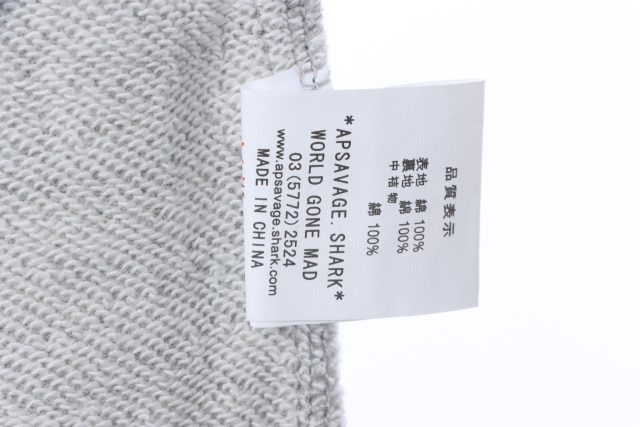 品質表示
表地 綿 100%
裏地 綿 100%
中衿物
綿 100%
*APSAVAGE. SHARK*
WORLD GONE MAD
03(5772)2524
www.apsavage.shark.com
MADE IN CHINA